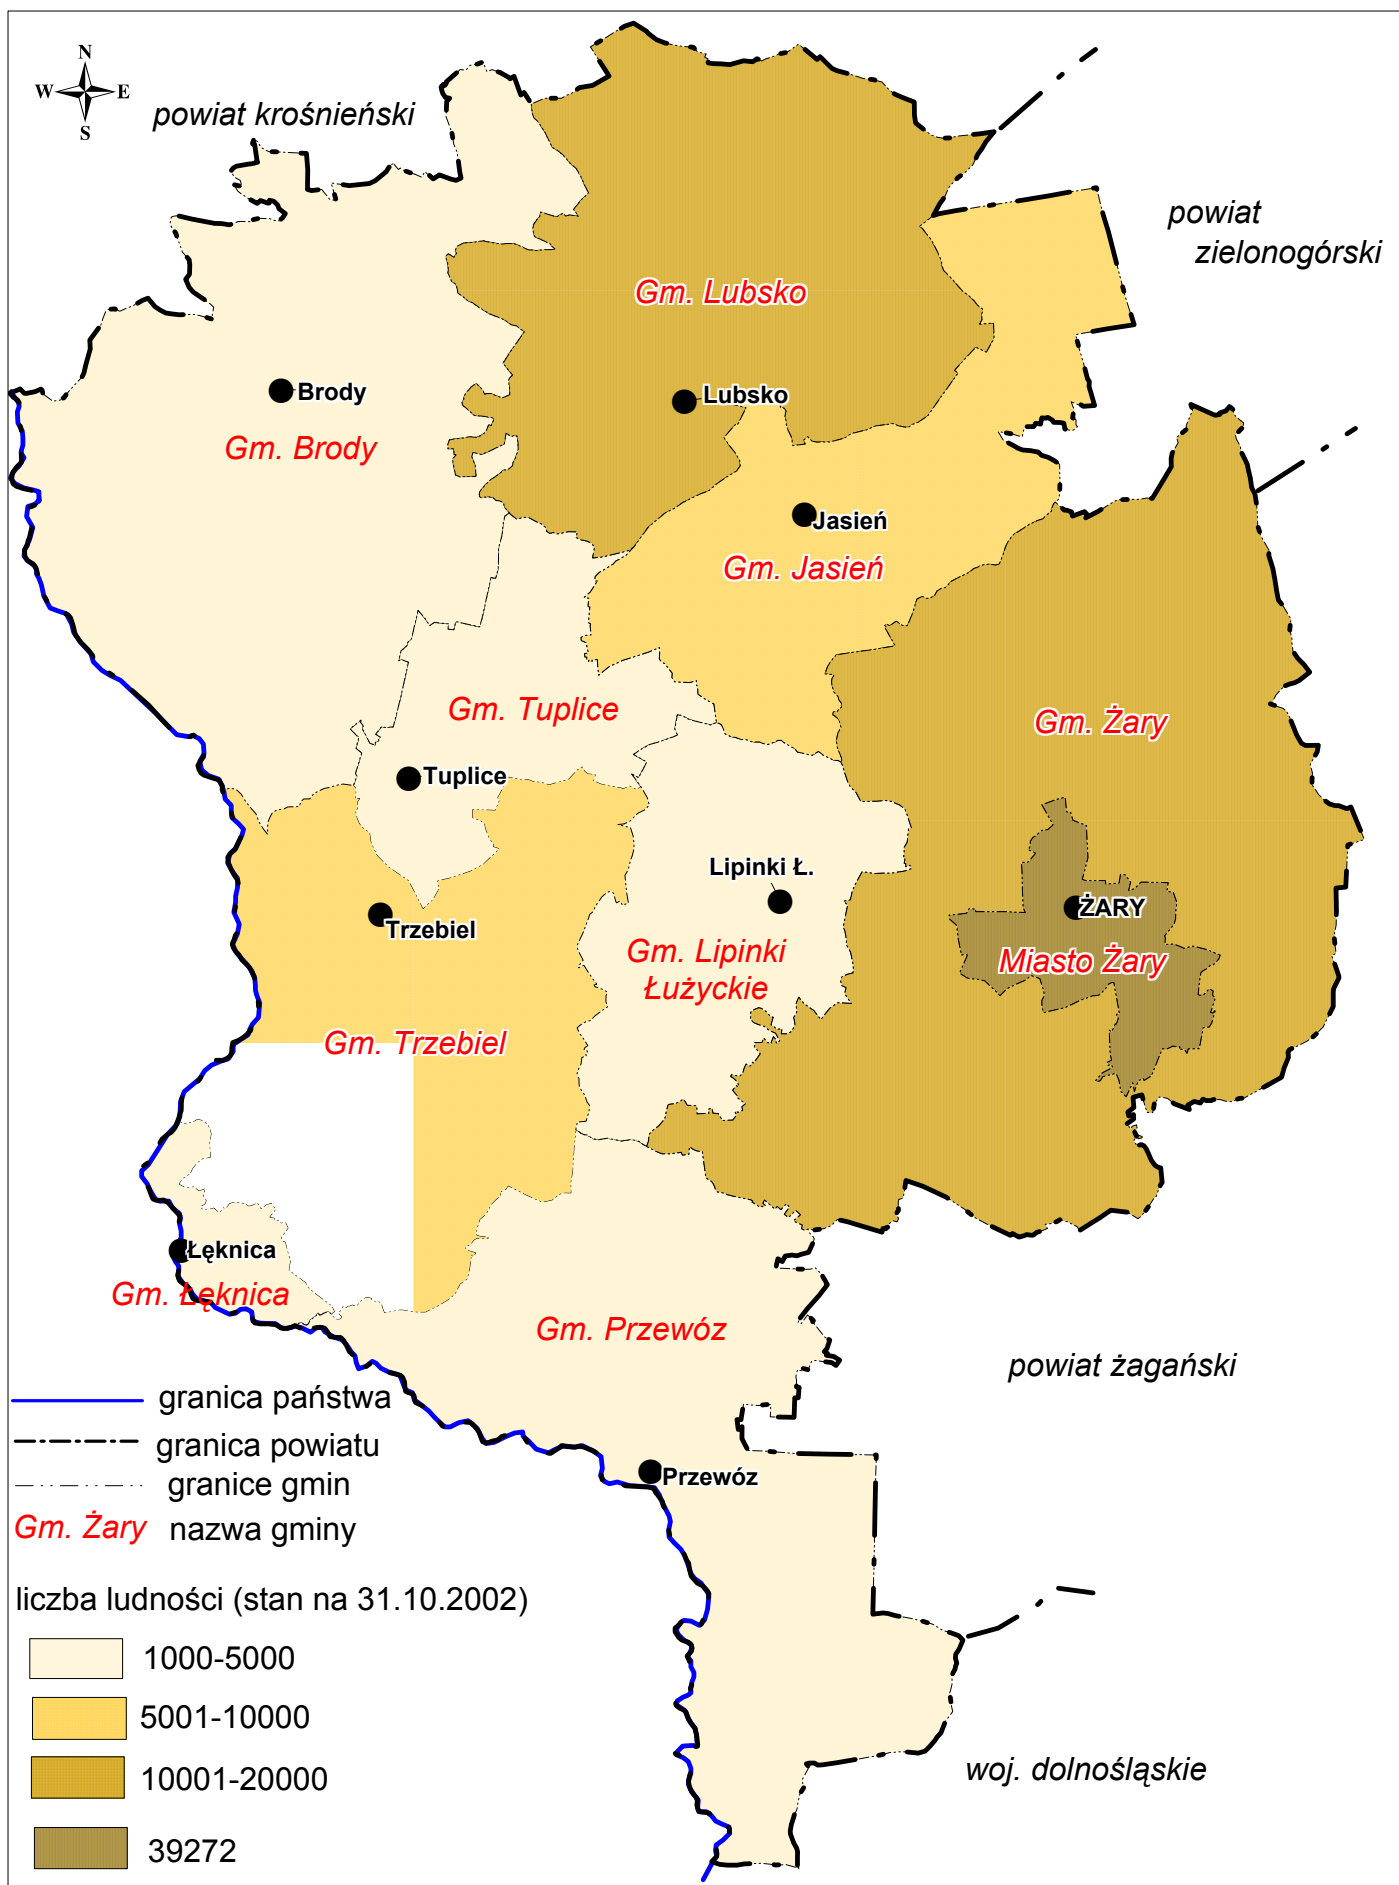 N
W E
S
powiat krośnieński
powiat
zielonogórski
Gm. Lubsko
Brody
Lubsko
Gm. Brody
Jasień
Gm. Jasień
Gm. Tuplice
Gm. Żary
Tuplice
Lipinki Ł.
Trzebiel
ŻARY
Gm. Lipinki
Łużyckie
Miasto Żary
Gm. Trzebiel
Łęknica
Gm. Łęknica
Gm. Przewóz
powiat żagański
granica państwa
granica powiatu
Przewóz
granice gmin
Gm. Żary nazwa gminy
liczba ludności (stan na 31.10.2002)
1000-5000
5001-10000
10001-20000
39272
woj. dolnośląskie